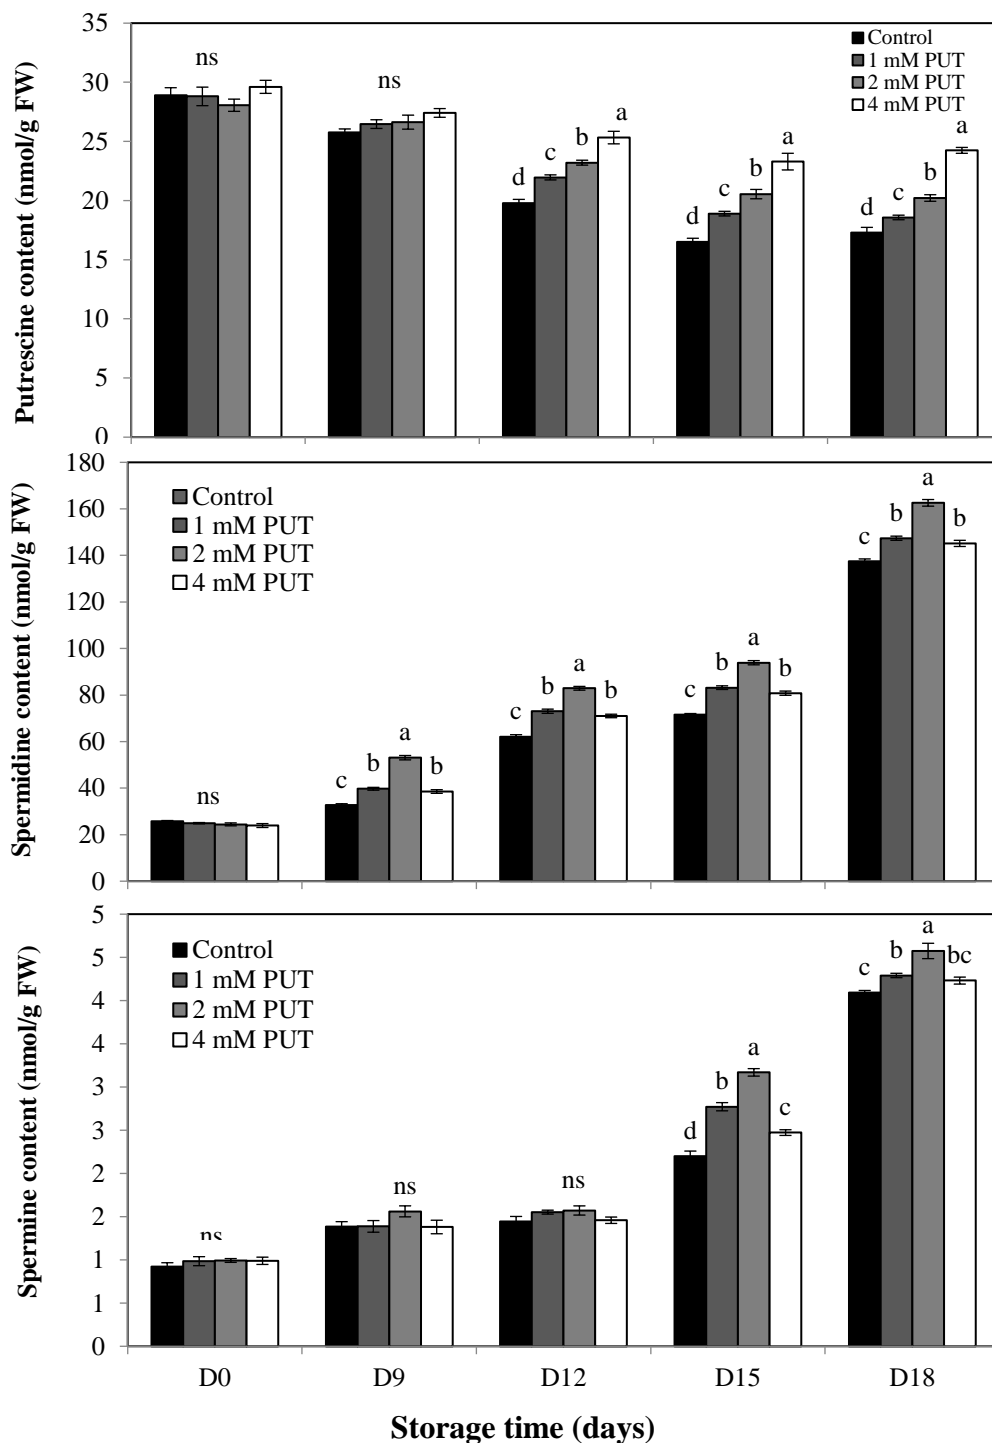 Putrescine content (nmol/g FW)
35
30
25
20
15
10
5
0
Control
1 mM PUT
2 mM PUT
4 mM PUT
ns
ns
d c b a
d c b a
d c b a
Spermidine content (nmol/g FW)
180
160
140
120
100
80
60
40
20
0
Control
1 mM PUT
2 mM PUT
4 mM PUT
ns
c b a b
c b a b
c b a b
c b a b
Spermine content (nmol/g FW)
5
5
4
4
3
3
2
2
1
1
0
Control
1 mM PUT
2 mM PUT
4 mM PUT
ns
ns
ns
d b a c
c b a bc
D0 D9 D12 D15 D18
Storage time (days)